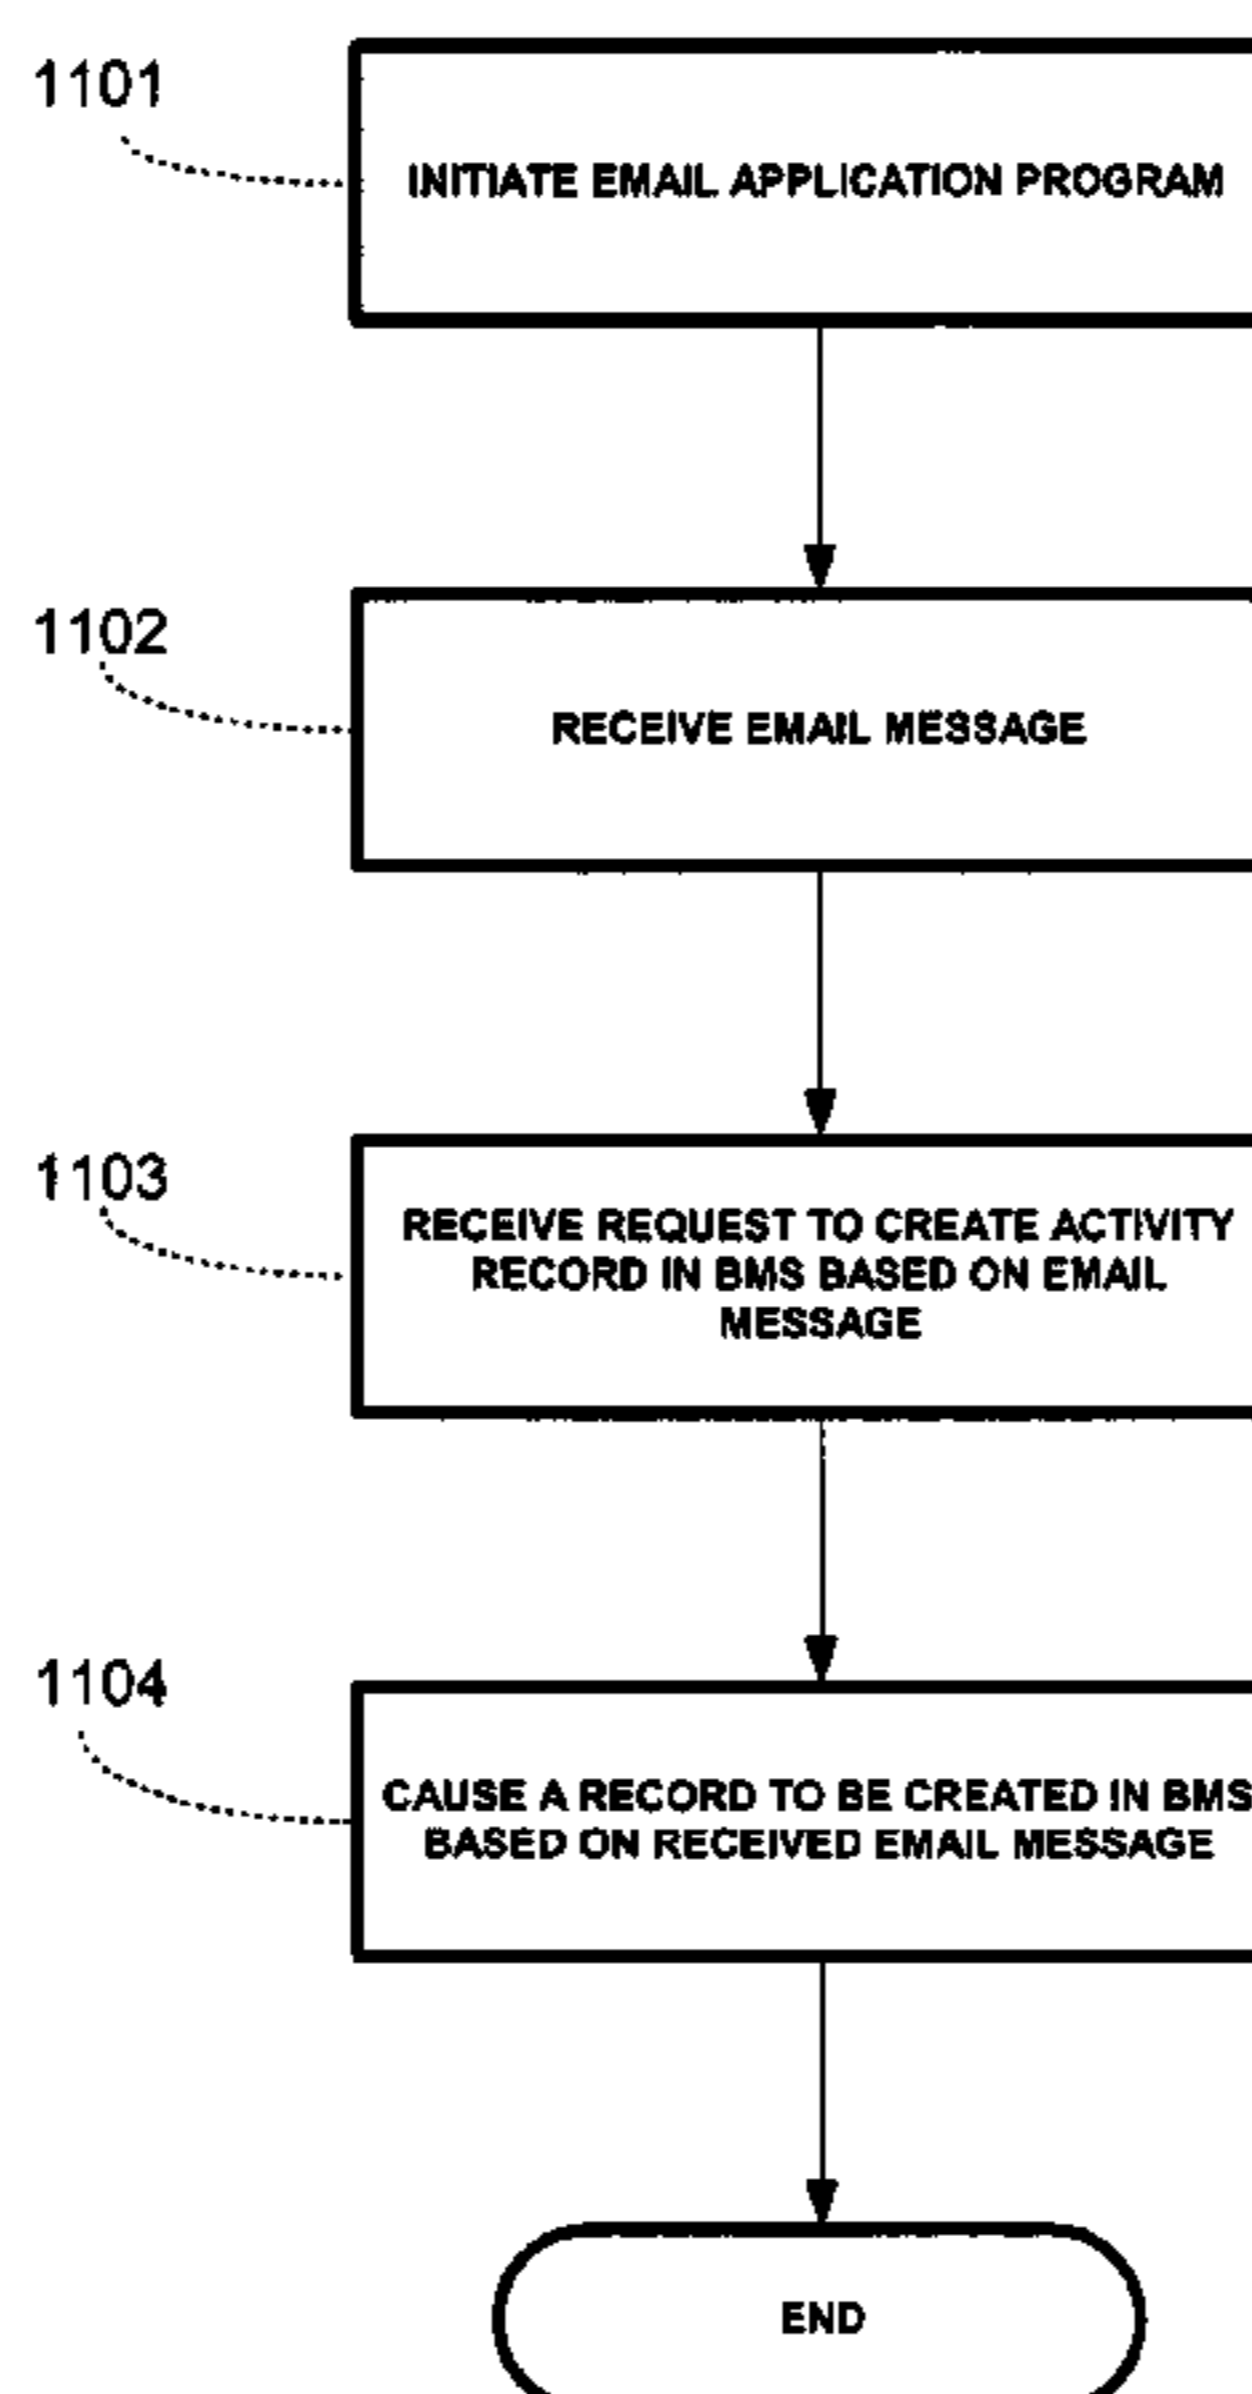 1101
INITIATE EMAIL APPLICATION PROGRAM
1102
RECEIVE EMAIL MESSAGE
1103
RECEIVE REQUEST TO CREATE ACTIVITY
RECORD IN BMS BASED ON EMAIL
MESSAGE
1104
CAUSE A RECORD TO BE CREATED IN BMS
BASED ON RECEIVED EMAIL MESSAGE
END